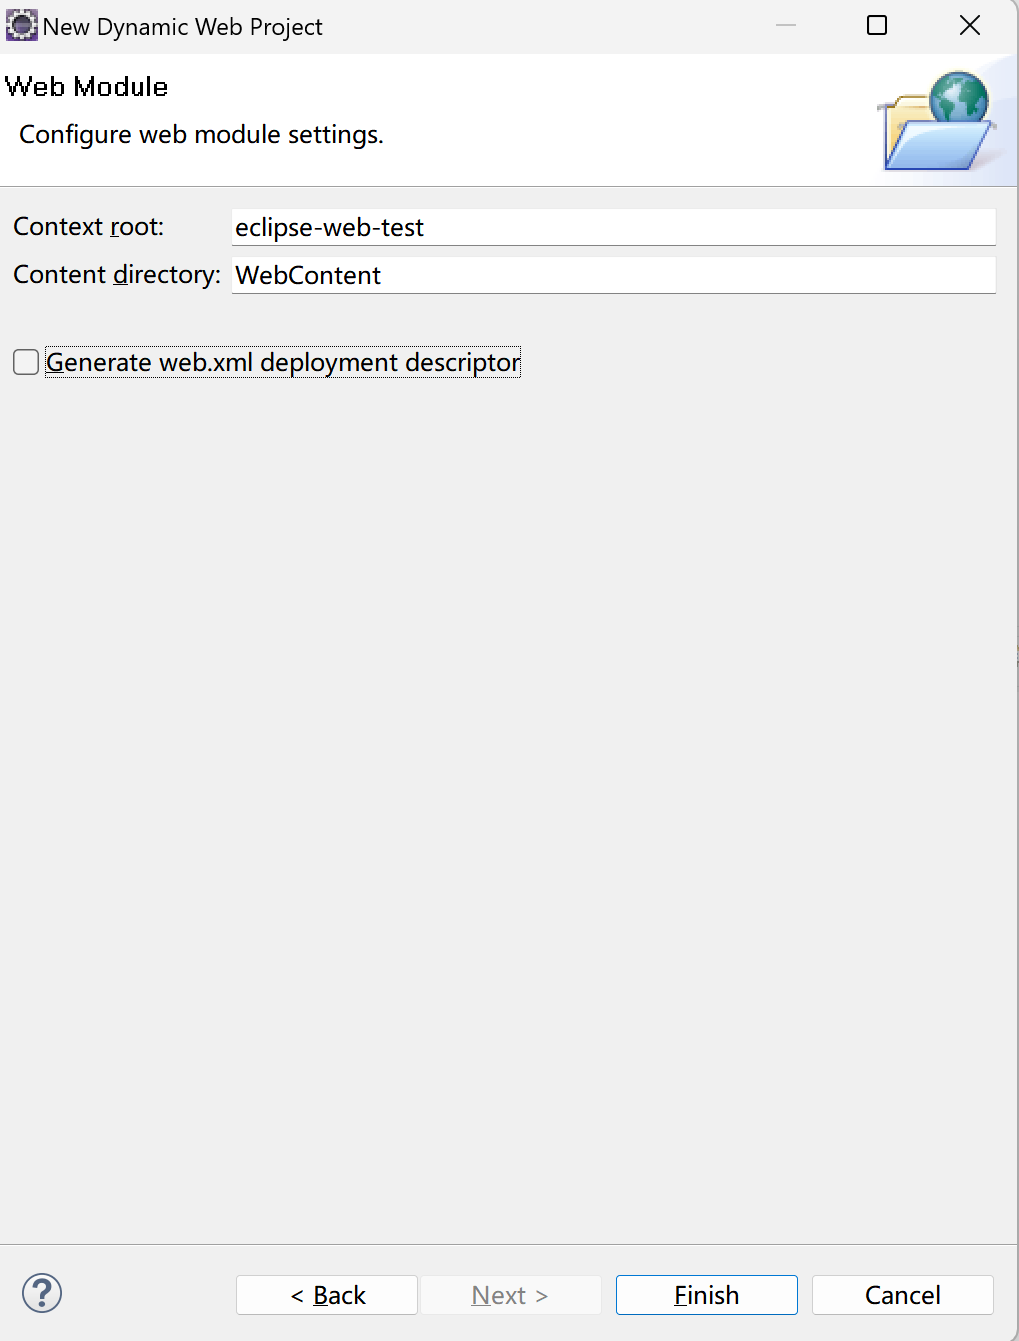 New Dynamic Web Project
Web Module
Configure web module settings.
Context root: eclipse-web-test
Content directory: WebContent
Generate web.xml deployment descriptor
? < Back Next > Finish Cancel